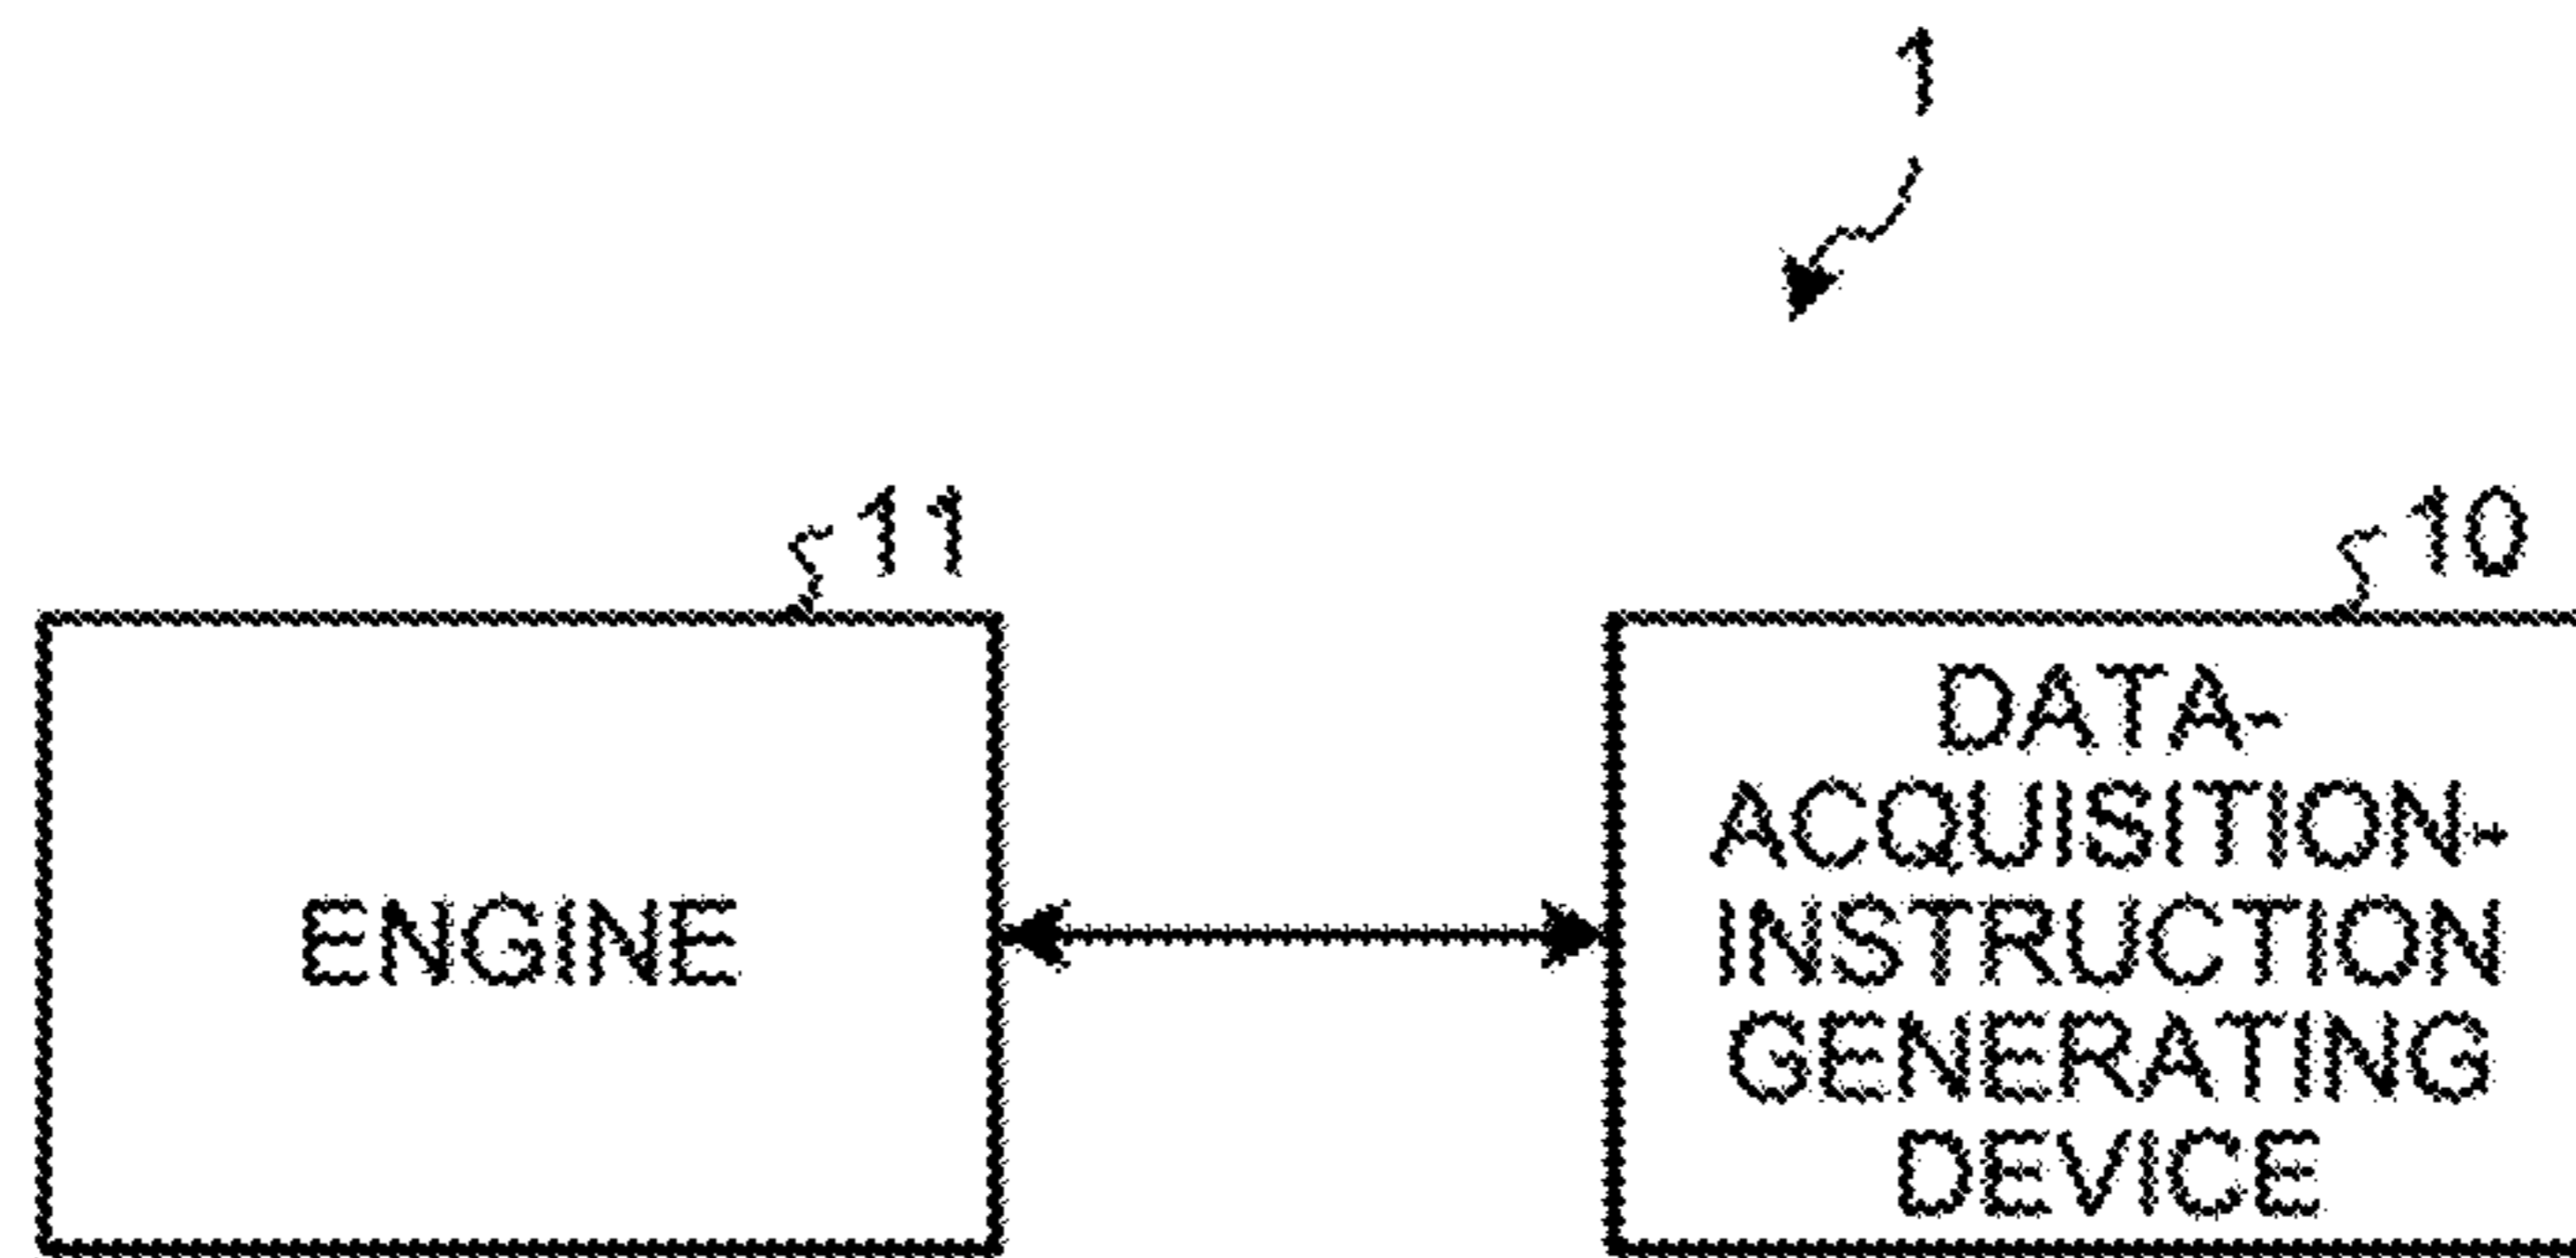 1
11
10
ENGINE
DATA-
ACQUISITION-
INSTRUCTION
GENERATING
DEVICE